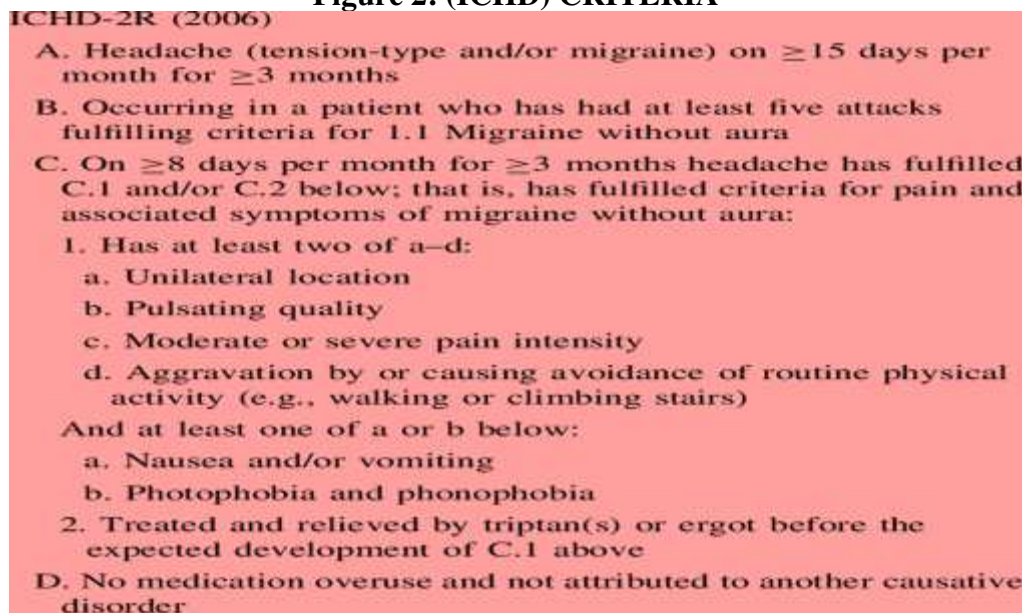 Figure 2: (ICHD) CRITERIA
ICHD-2R (2006)
A. Headache (tension-type and/or migraine) on ≥15 days per
month for ≥3 months
B. Occurring in a patient who has had at least five attacks
fulfilling criteria for 1.1 Migraine without aura
C. On ≥8 days per month for ≥3 months headache has fulfilled
C.1 and/or C.2 below; that is, has fulfilled criteria for pain and
associated symptoms of migraine without aura:
1. Has at least two of a–d:
a. Unilateral location
b. Pulsating quality
c. Moderate or severe pain intensity
d. Aggravation by or causing avoidance of routine physical
activity (e.g., walking or climbing stairs)
And at least one of a or b below:
a. Nausea and/or vomiting
b. Photophobia and phonophobia
2. Treated and relieved by triptan(s) or ergot before the
expected development of C.1 above
D. No medication overuse and not attributed to another causative
disorder